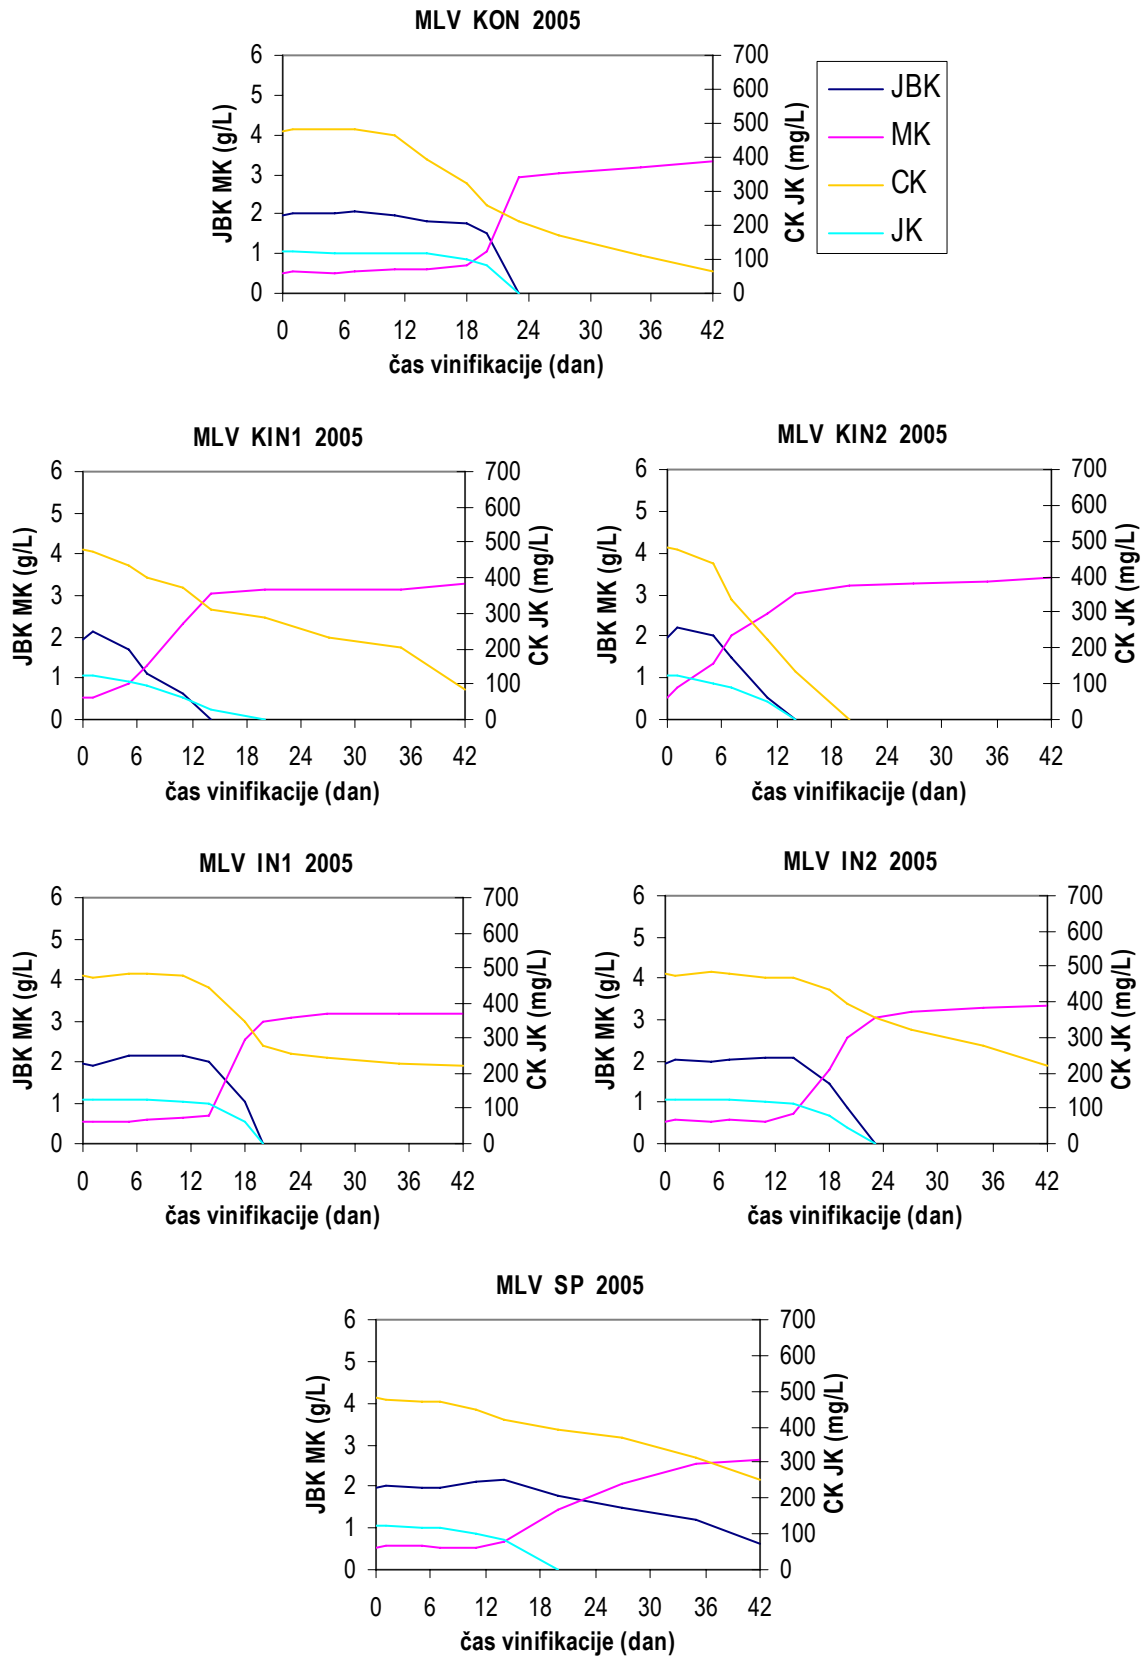 MLV KON 2005
6
5
4
3
2
1
0
JBK MK (g/L)
700
600
500
400
300
200
100
0
CK JK (mg/L)
0 6 12 18 24 30 36 42
čas vinifikacije (dan)
JBK
MK
CK
JK
MLV KIN1 2005
6
5
4
3
2
1
0
JBK MK (g/L)
700
600
500
400
300
200
100
0
CK JK (mg/L)
0 6 12 18 24 30 36 42
čas vinifikacije (dan)
MLV KIN2 2005
6
5
4
3
2
1
0
JBK MK (g/L)
700
600
500
400
300
200
100
0
CK JK (mg/L)
0 6 12 18 24 30 36 42
čas vinifikacije (dan)
MLV IN1 2005
6
5
4
3
2
1
0
JBK MK (g/L)
700
600
500
400
300
200
100
0
CK JK (mg/L)
0 6 12 18 24 30 36 42
čas vinifikacije (dan)
MLV IN2 2005
6
5
4
3
2
1
0
JBK MK (g/L)
700
600
500
400
300
200
100
0
CK JK (mg/L)
0 6 12 18 24 30 36 42
čas vinifikacije (dan)
MLV SP 2005
6
5
4
3
2
1
0
JBK MK (g/L)
700
600
500
400
300
200
100
0
CK JK (mg/L)
0 6 12 18 24 30 36 42
čas vinifikacije (dan)